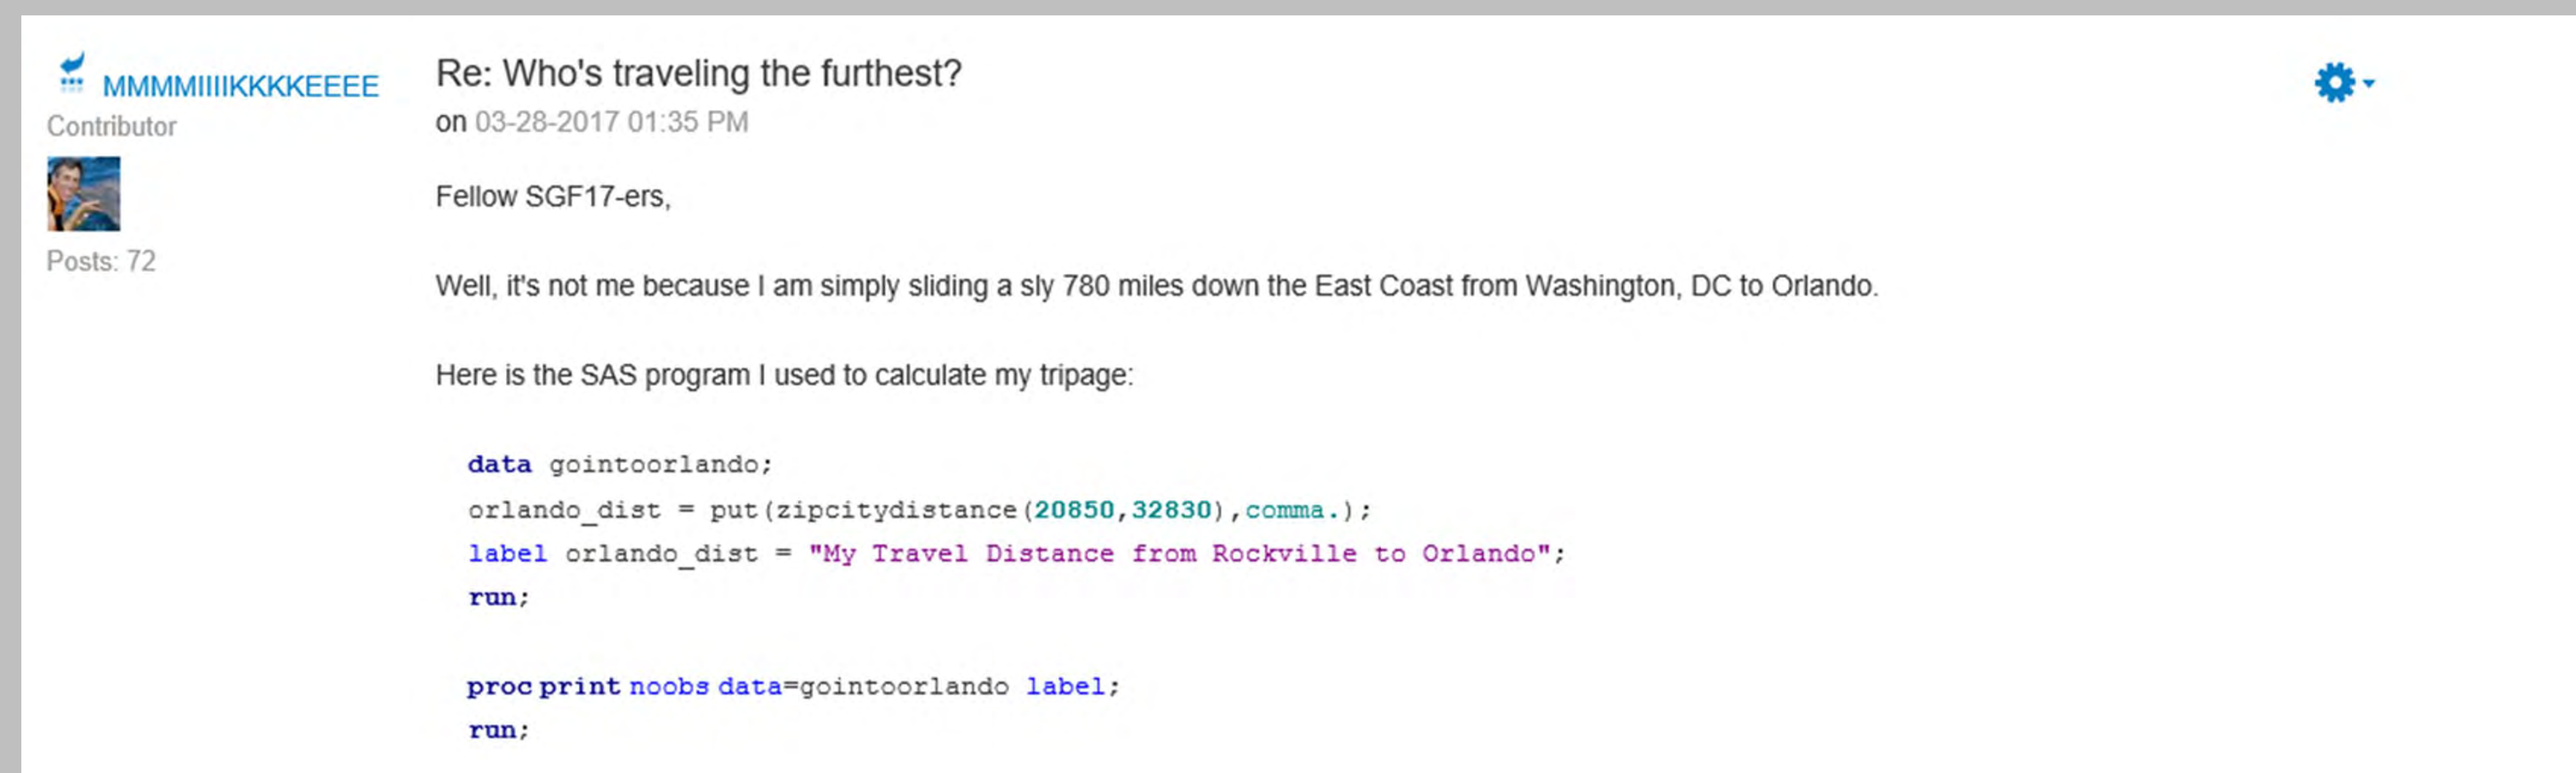 MMMMIIIIKKKKEEEE
Contributor
Posts: 72
Re: Who's traveling the furthest?
on 03-28-2017 01:35 PM
Fellow SGF17-ers,
Well, it's not me because I am simply sliding a sly 780 miles down the East Coast from Washington, DC to Orlando.
Here is the SAS program I used to calculate my tripage:
data gointoorlando;
orlando_dist = put(zipcitydistance(20850,32830),comma.);
label orlando_dist = "My Travel Distance from Rockville to Orlando";
run;
proc print noobs data=gointoorlando label;
run;